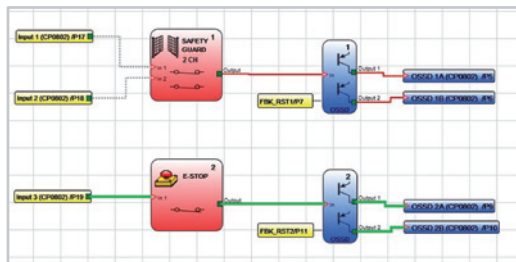 Input 1 (CP0802) /P17
Input 2 (CP0802) /P18
1
SAFETY
GUARD
2 CH
In 1
In 2
Output
1
In
Output 1
Output 2
OSSD
FBK_RST1/P7
OSSD 1A (CP0802) /P5
OSSD 1B (CP0802) /P6
Input 3 (CP0802) /P19
2
E-STOP
In 1
Output
2
In
Output 1
Output 2
OSSD
FBK_RST2/P11
OSSD 2A (CP0802) /P9
OSSD 2B (CP0802) /P10